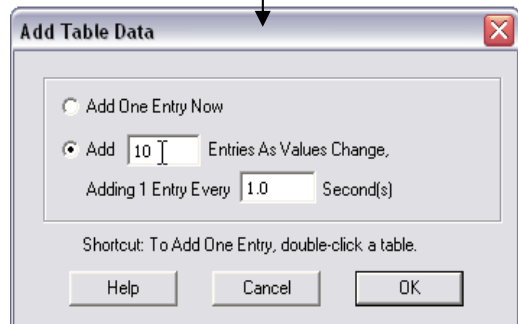 Add Table Data
Add One Entry Now
Add 10 Entries As Values Change,
Adding 1 Entry Every 1.0 Second(s)
Shortcut: To Add One Entry, double-click a table.
Help Cancel OK